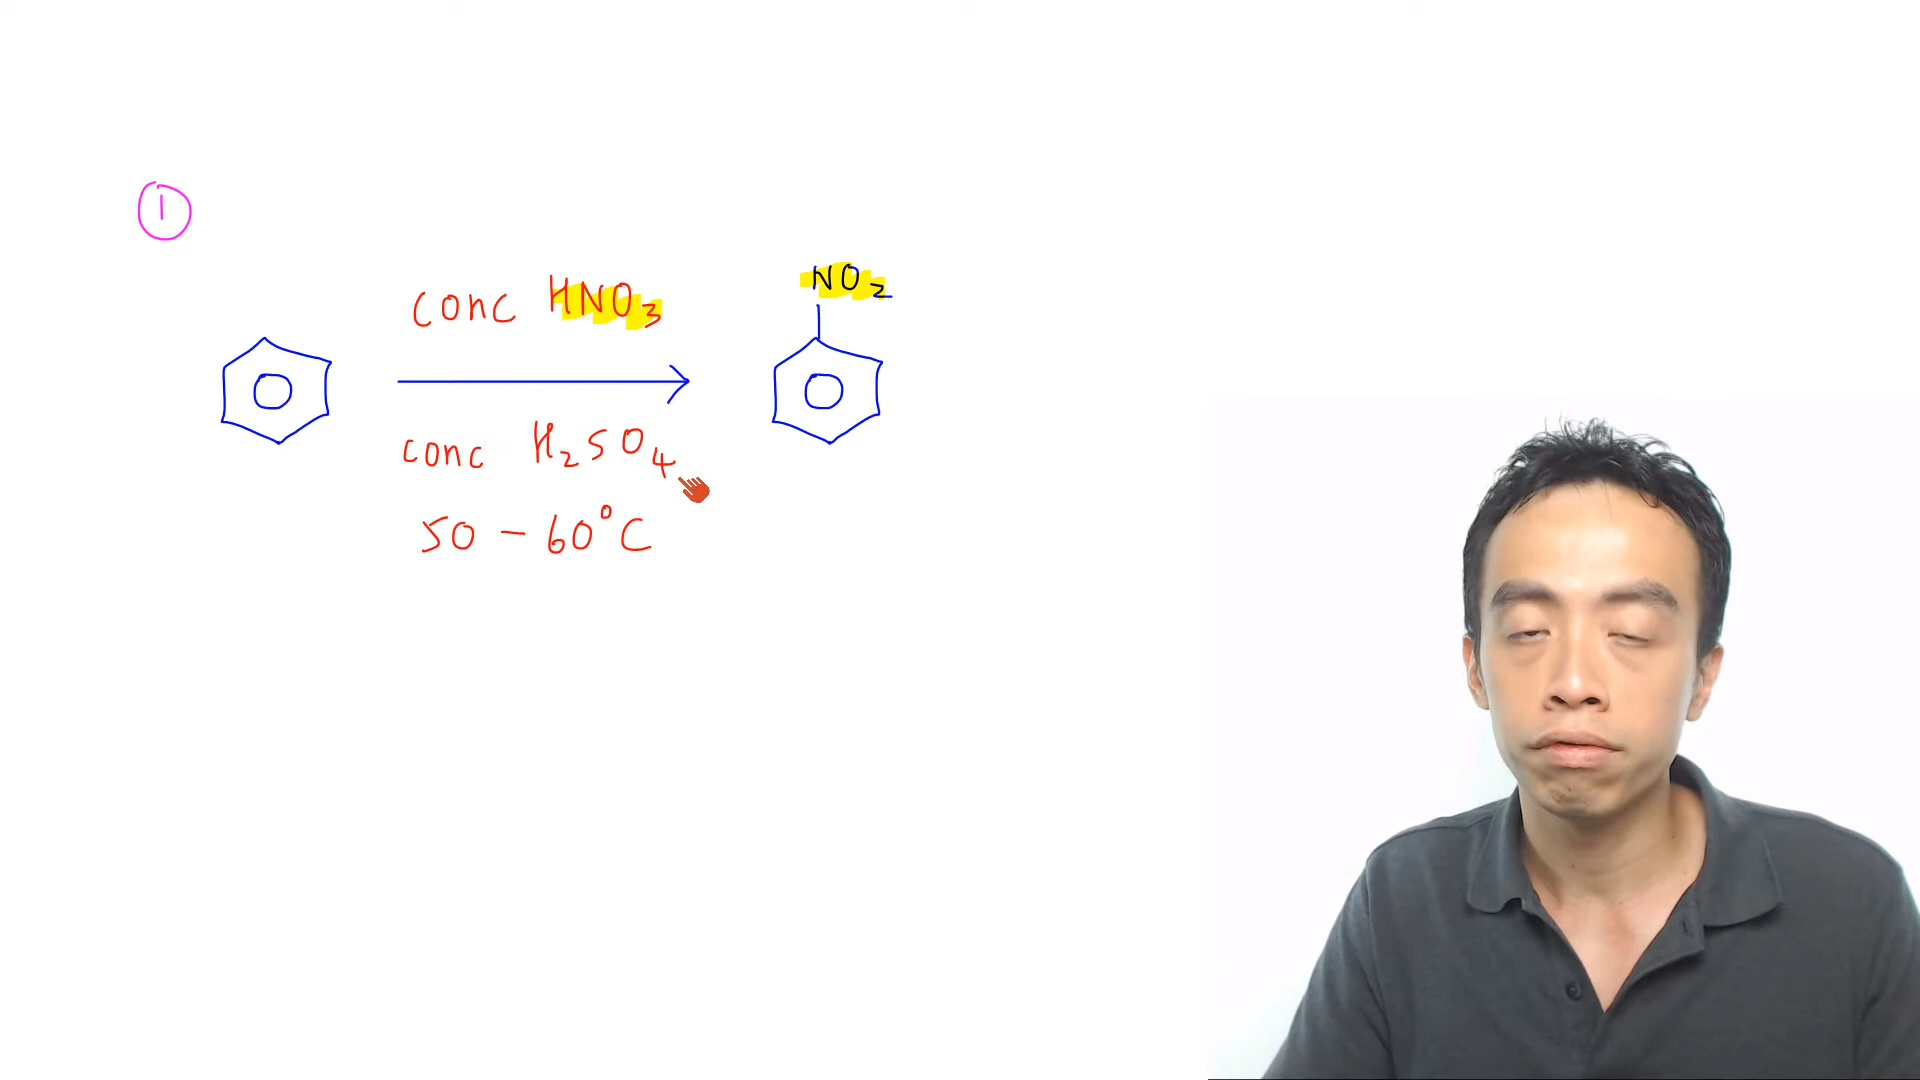 1
conc HNO₃
NO₂
conc H₂SO₄
50 – 60°C